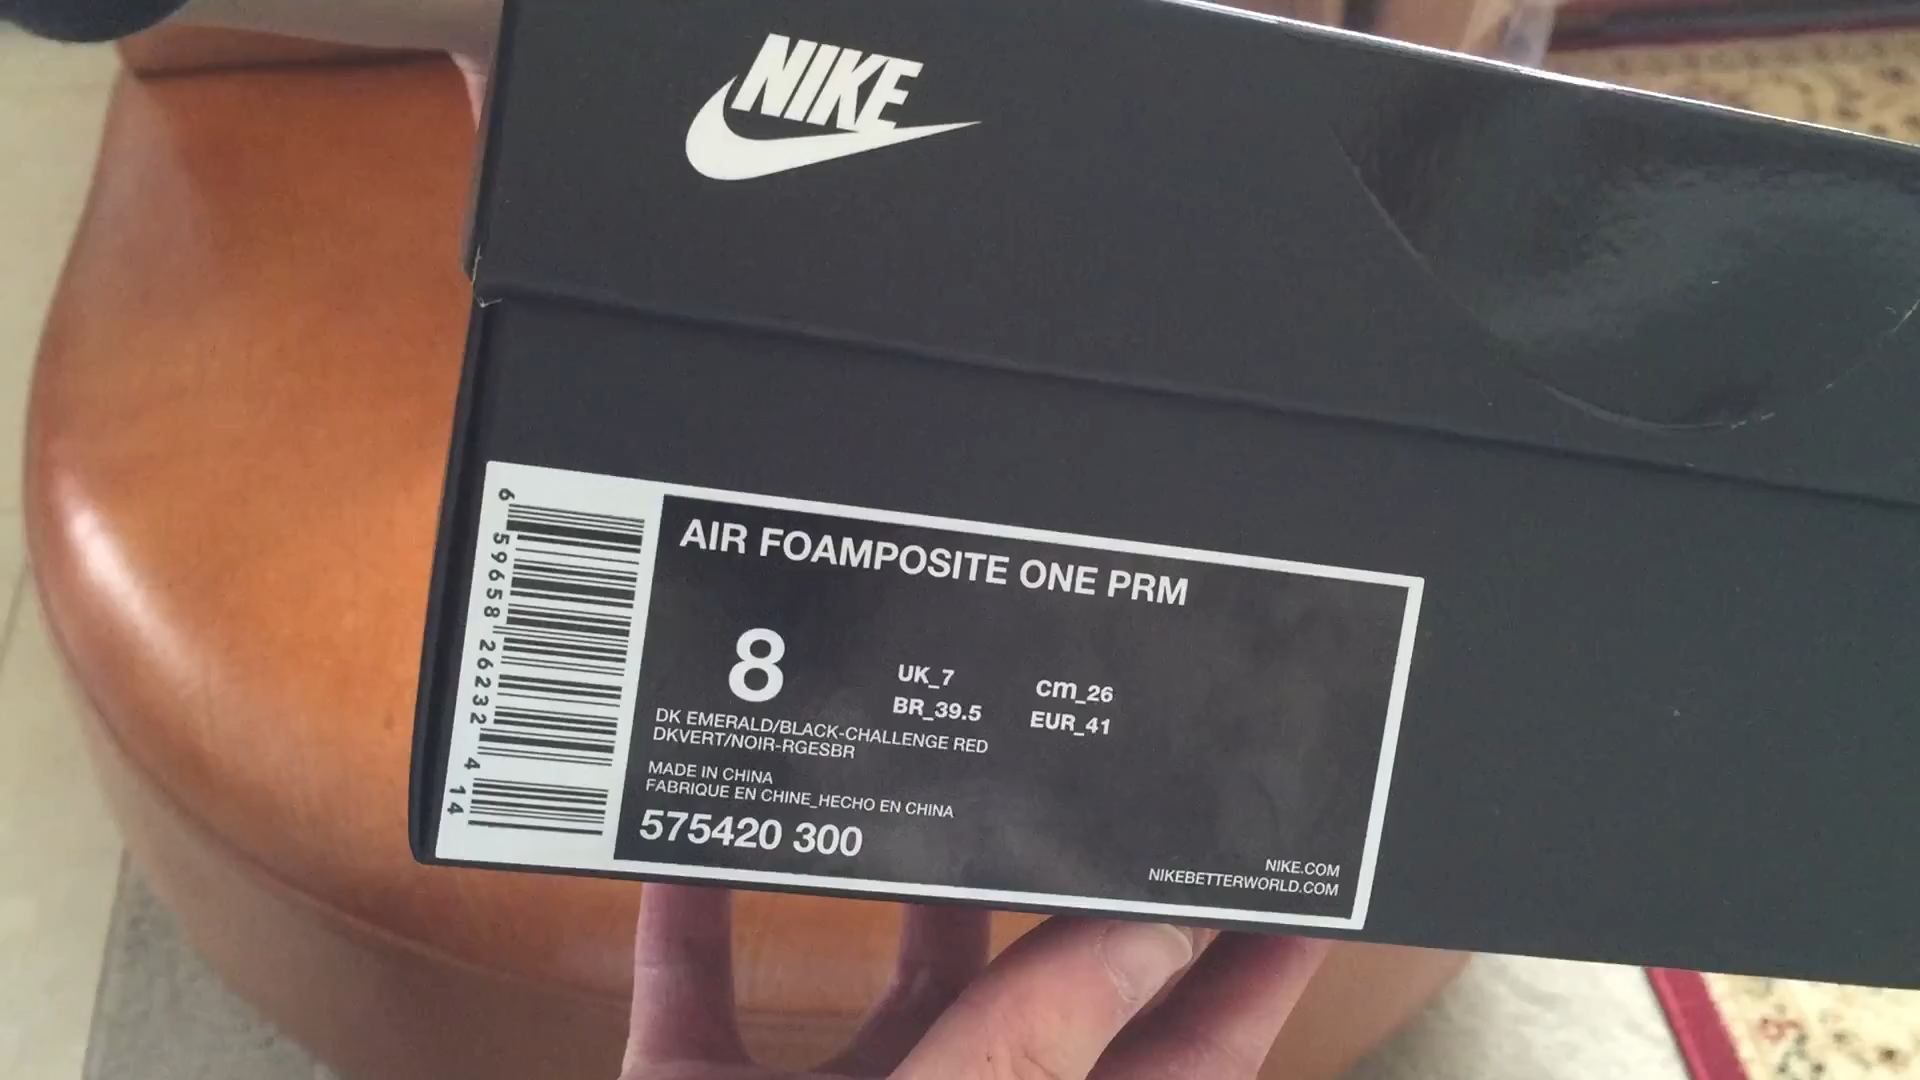 NIKE
AIR FOAMPOSITE ONE PRM
8
UK_7 cm_26
BR_39.5 EUR_41
DK EMERALD/BLACK-CHALLENGE RED
DKVERT/NOIR-RGESBR
MADE IN CHINA
FABRIQUE EN CHINE_HECHO EN CHINA
575420 300
NIKE.COM
NIKEBETTERWORLD.COM
6 59658 26232 4 14